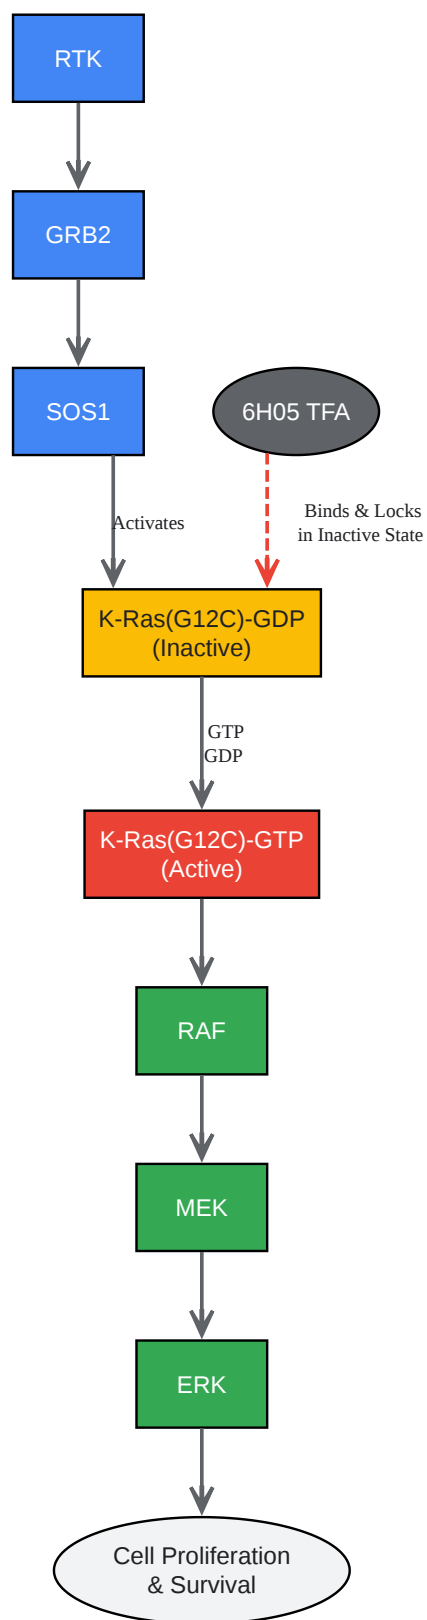 RTK
GRB2
SOS1
6H05 TFA
Activates
Binds & Locks
in Inactive State
K-Ras(G12C)-GDP
(Inactive)
GTP
GDP
K-Ras(G12C)-GTP
(Active)
RAF
MEK
ERK
Cell Proliferation
& Survival